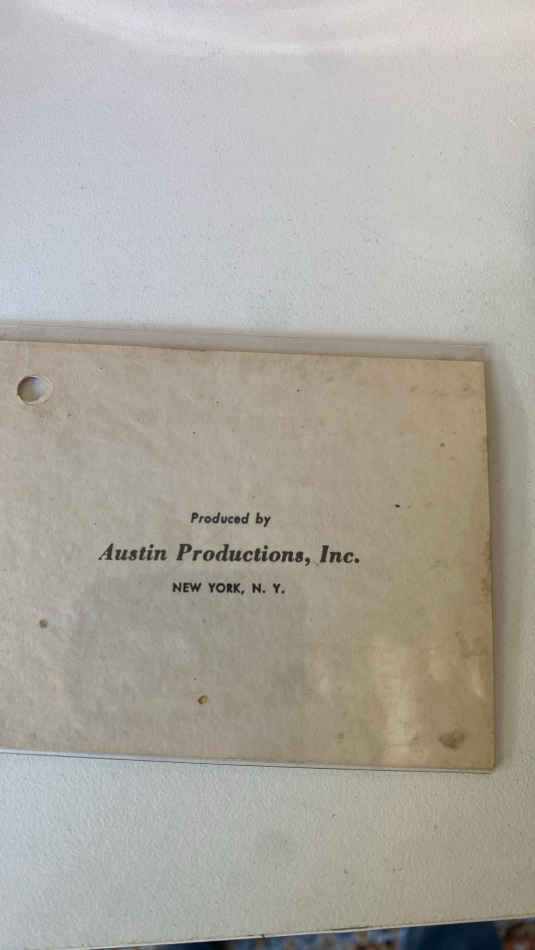 Produced by
Austin Productions, Inc.
NEW YORK, N. Y.